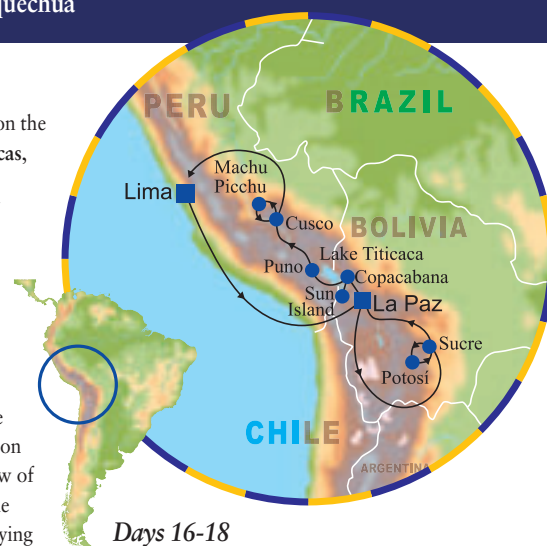 quechua
on the
cas,
PERU
BRAZIL
Machu
Picchu
Lima
Cusco
BOLIVIA
Lake Titicaca
Puno
Copacabana
Sun
Island
La Paz
Sucre
Potosí
CHILE
ARGENTINA
e
on
w of
le
ying
Days 16-18